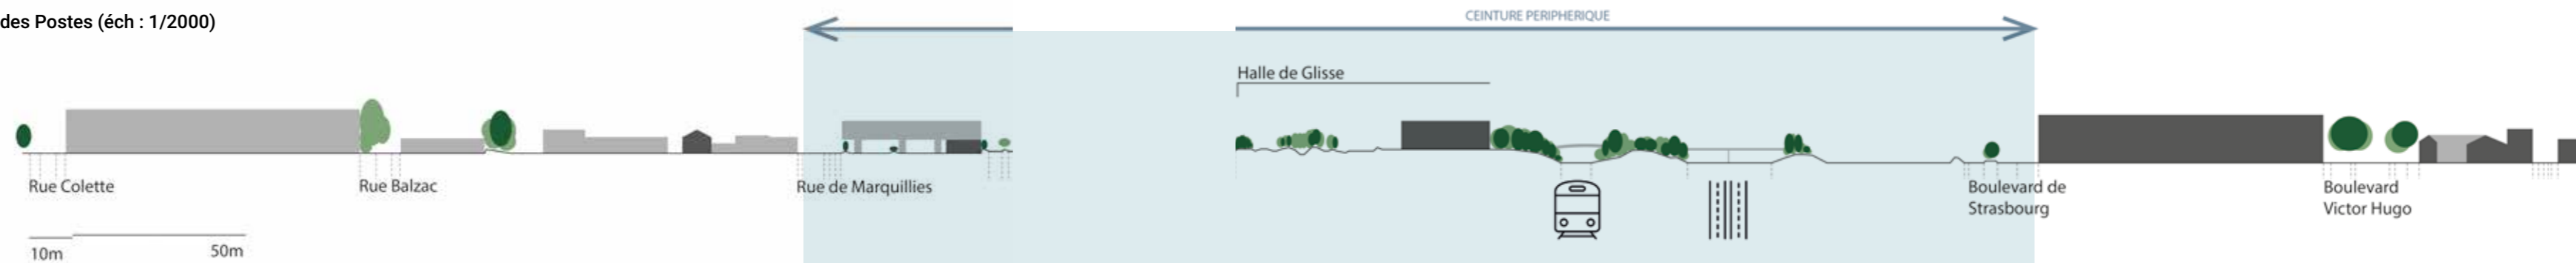 des Postes (éch : 1/2000)
CEINTURE PERIPHERIQUE
Halle de Glisse
Rue Colette
Rue Balzac
Rue de Marquillies
Boulevard de
Strasbourg
Boulevard
Victor Hugo
10m
50m